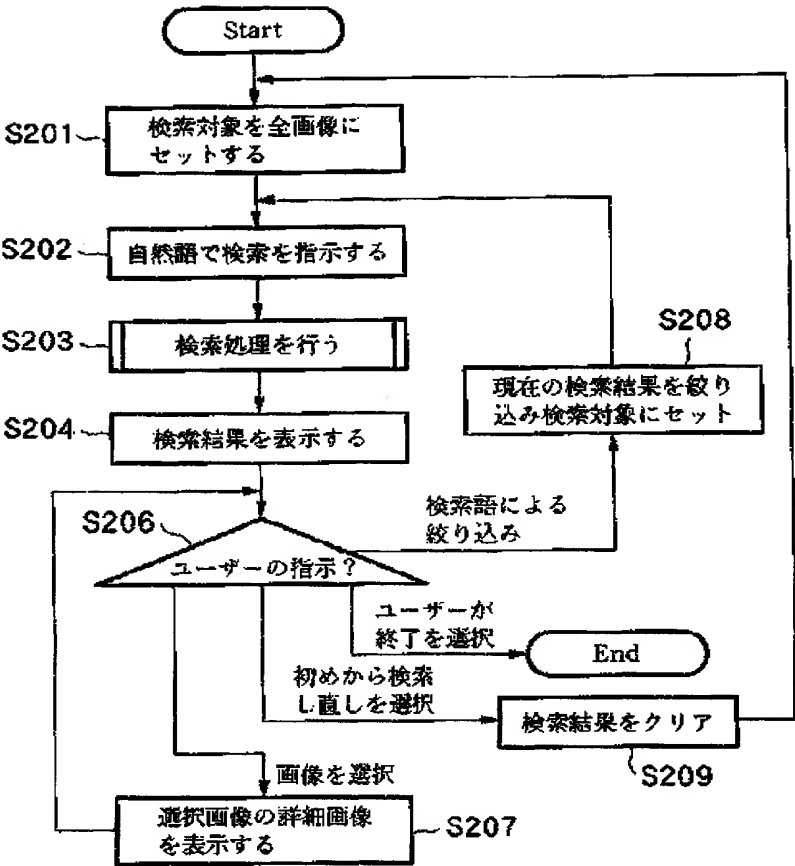 Start
S201
検索対象を全画像に
セットする
S202
自然語で検索を指示する
S203
検索処理を行う
S208
現在の検索結果を絞り
込み検索対象にセット
S204
検索結果を表示する
検索語による
絞り込み
S206
ユーザーの指示?
ユーザーが
終了を選択
End
初めから検索
し直しを選択
検索結果をクリア
S209
画像を選択
選択画像の詳細画像
を表示する
S207